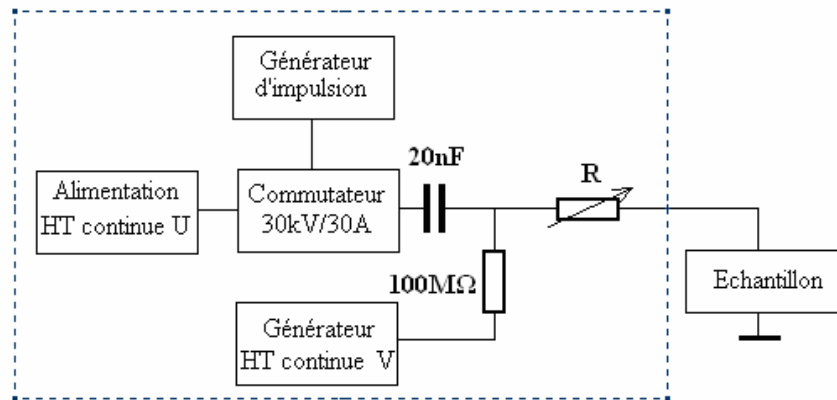 Générateur
d'impulsion
20nF
R
Alimentation
HT continue U
Commutateur
30kV/30A
100MΩ
Echantillon
Générateur
HT continue V